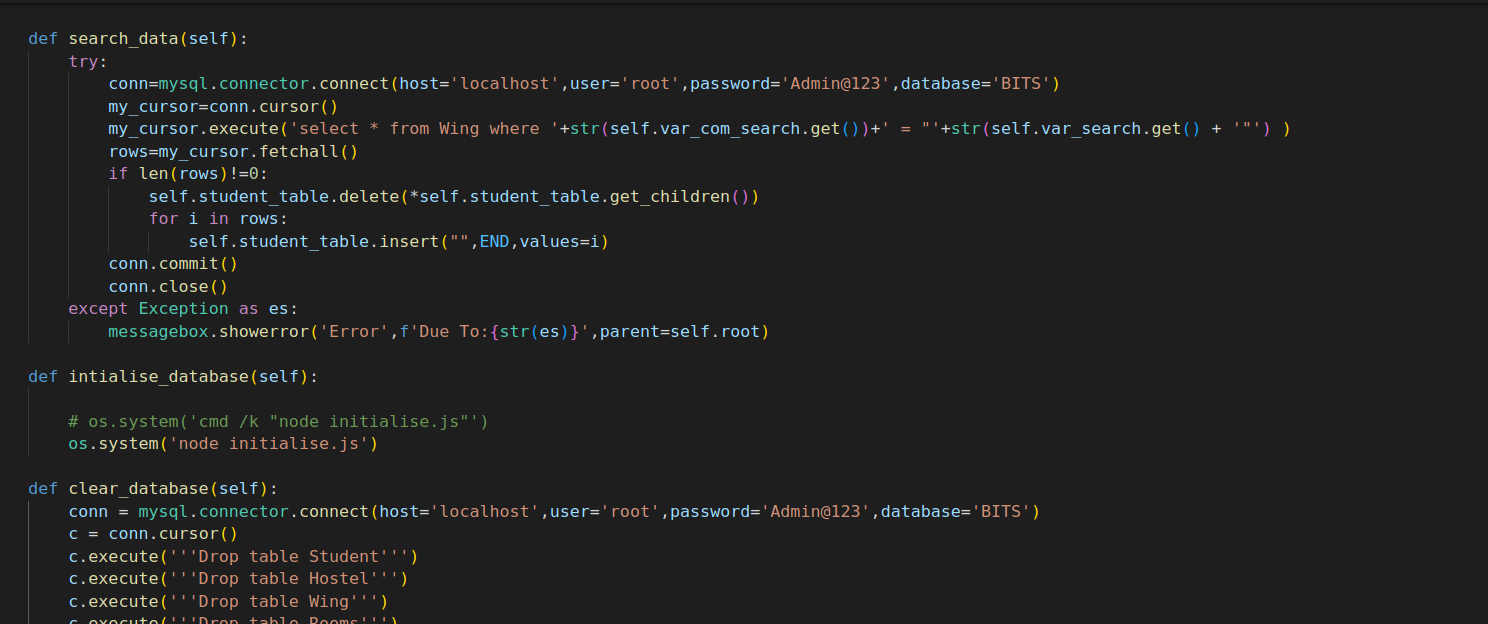 def search_data(self):
    try:
        conn=mysql.connector.connect(host='localhost',user='root',password='Admin@123',database='BITS')
        my_cursor=conn.cursor()
        my_cursor.execute('select * from Wing where '+str(self.var_com_search.get())+' = "'+str(self.var_search.get() + '"') )
        rows=my_cursor.fetchall()
        if len(rows)!=0:
            self.student_table.delete(*self.student_table.get_children())
            for i in rows:
                self.student_table.insert("",END,values=i)
        conn.commit()
        conn.close()
    except Exception as es:
        messagebox.showerror('Error',f'Due To:{str(es)}',parent=self.root)

def intialise_database(self):

    # os.system('cmd /k "node initialise.js"')
    os.system('node initialise.js')

def clear_database(self):
    conn = mysql.connector.connect(host='localhost',user='root',password='Admin@123',database='BITS')
    c = conn.cursor()
    c.execute('''Drop table Student''')
    c.execute('''Drop table Hostel''')
    c.execute('''Drop table Wing''')
    c.execute('''Drop table Rooms''')